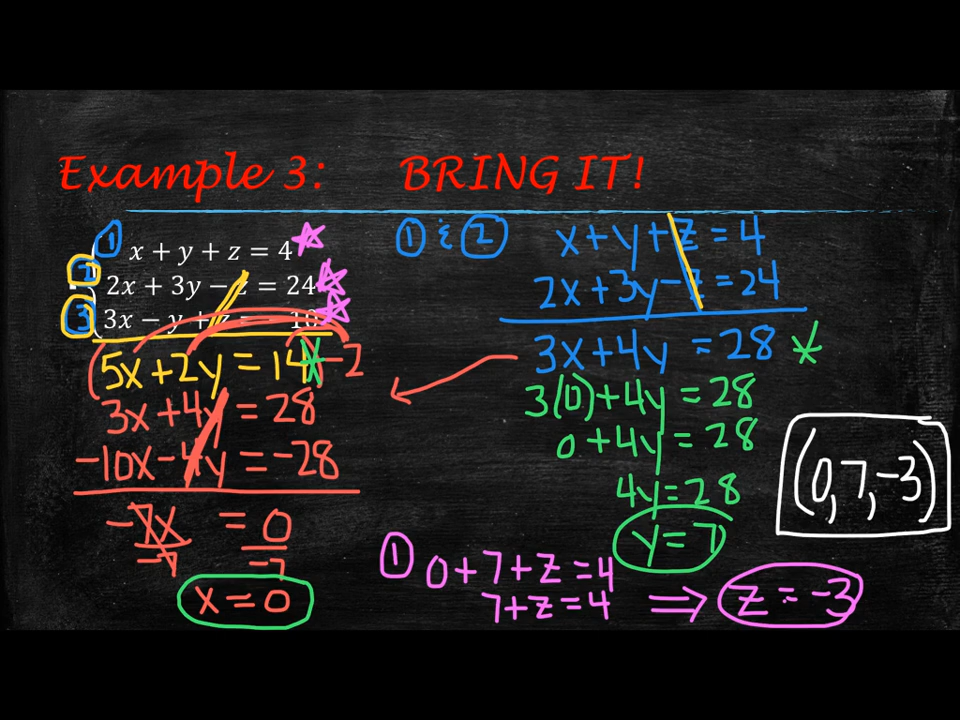 Example 3: BRING IT!
① x + y + z = 4
② 2x + 3y − z = 24
③ 3x − y + z = −10
(5x+2y = 14) −2
3x+4y = 28
−10x−4y = −28
−7x = 0
−7 −7
x = 0
① & ② x+y+z = 4
2x+3y−z = 24
3x+4y = 28
3(0)+4y = 28
0+4y = 28
4y=28
y=7
① 0+7+z=4
7+z=4 ⇒ z=−3
(0,7,−3)